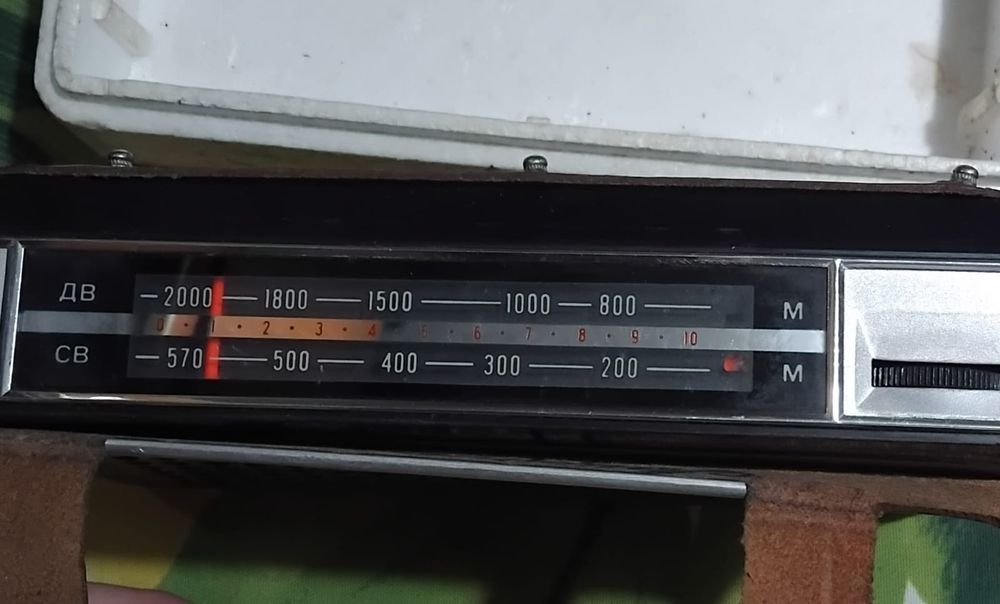 ДВ — 2000 — 1800 — 1500 — 1000 — 800 — М
0 · 1 · 2 · 3 · 4 · 5 · 6 · 7 · 8 · 9 · 10
СВ — 570 — 500 — 400 — 300 — 200 — М